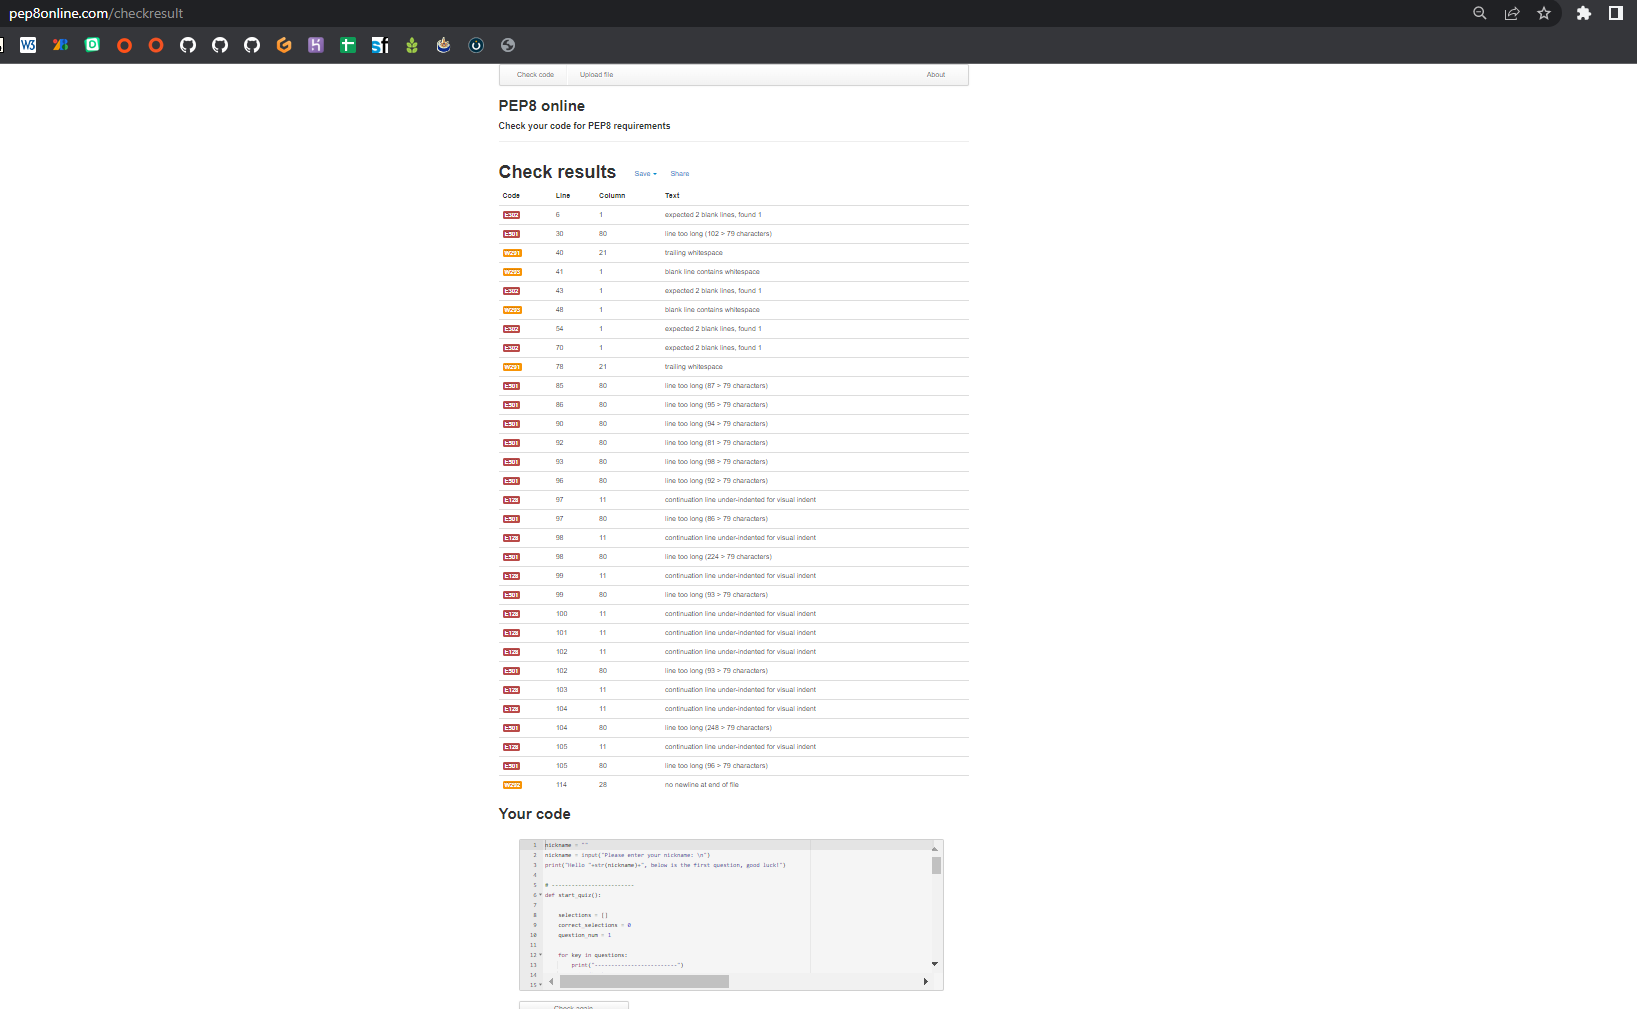 pep8online.com/checkresult
Check code Upload file About
PEP8 online
Check your code for PEP8 requirements
Check results Save Share
Code Line Column Text
E302 6 1 expected 2 blank lines, found 1
E501 30 80 line too long (102 > 79 characters)
W291 40 21 trailing whitespace
W293 41 1 blank line contains whitespace
E302 43 1 expected 2 blank lines, found 1
W293 48 1 blank line contains whitespace
E302 54 1 expected 2 blank lines, found 1
E302 70 1 expected 2 blank lines, found 1
W291 78 21 trailing whitespace
E501 85 80 line too long (87 > 79 characters)
E501 86 80 line too long (95 > 79 characters)
E501 90 80 line too long (94 > 79 characters)
E501 92 80 line too long (81 > 79 characters)
E501 93 80 line too long (98 > 79 characters)
E501 96 80 line too long (92 > 79 characters)
E128 97 11 continuation line under-indented for visual indent
E501 97 80 line too long (86 > 79 characters)
E128 98 11 continuation line under-indented for visual indent
E501 98 80 line too long (224 > 79 characters)
E128 99 11 continuation line under-indented for visual indent
E501 99 80 line too long (93 > 79 characters)
E128 100 11 continuation line under-indented for visual indent
E128 101 11 continuation line under-indented for visual indent
E128 102 11 continuation line under-indented for visual indent
E501 102 80 line too long (93 > 79 characters)
E128 103 11 continuation line under-indented for visual indent
E128 104 11 continuation line under-indented for visual indent
E501 104 80 line too long (248 > 79 characters)
E128 105 11 continuation line under-indented for visual indent
E501 105 80 line too long (96 > 79 characters)
W292 114 28 no newline at end of file
Your code
1 nickname = ""
2 nickname = input("Please enter your nickname: \n")
3 print("Hello "+str(nickname)+", below is the first question, good luck!")
4
5 # -------------------------
6 def start_quiz():
7
8 selections = []
9 correct_selections = 0
10 question_num = 1
11
12 for key in questions:
13 print("-------------------------")
14
15
Check again